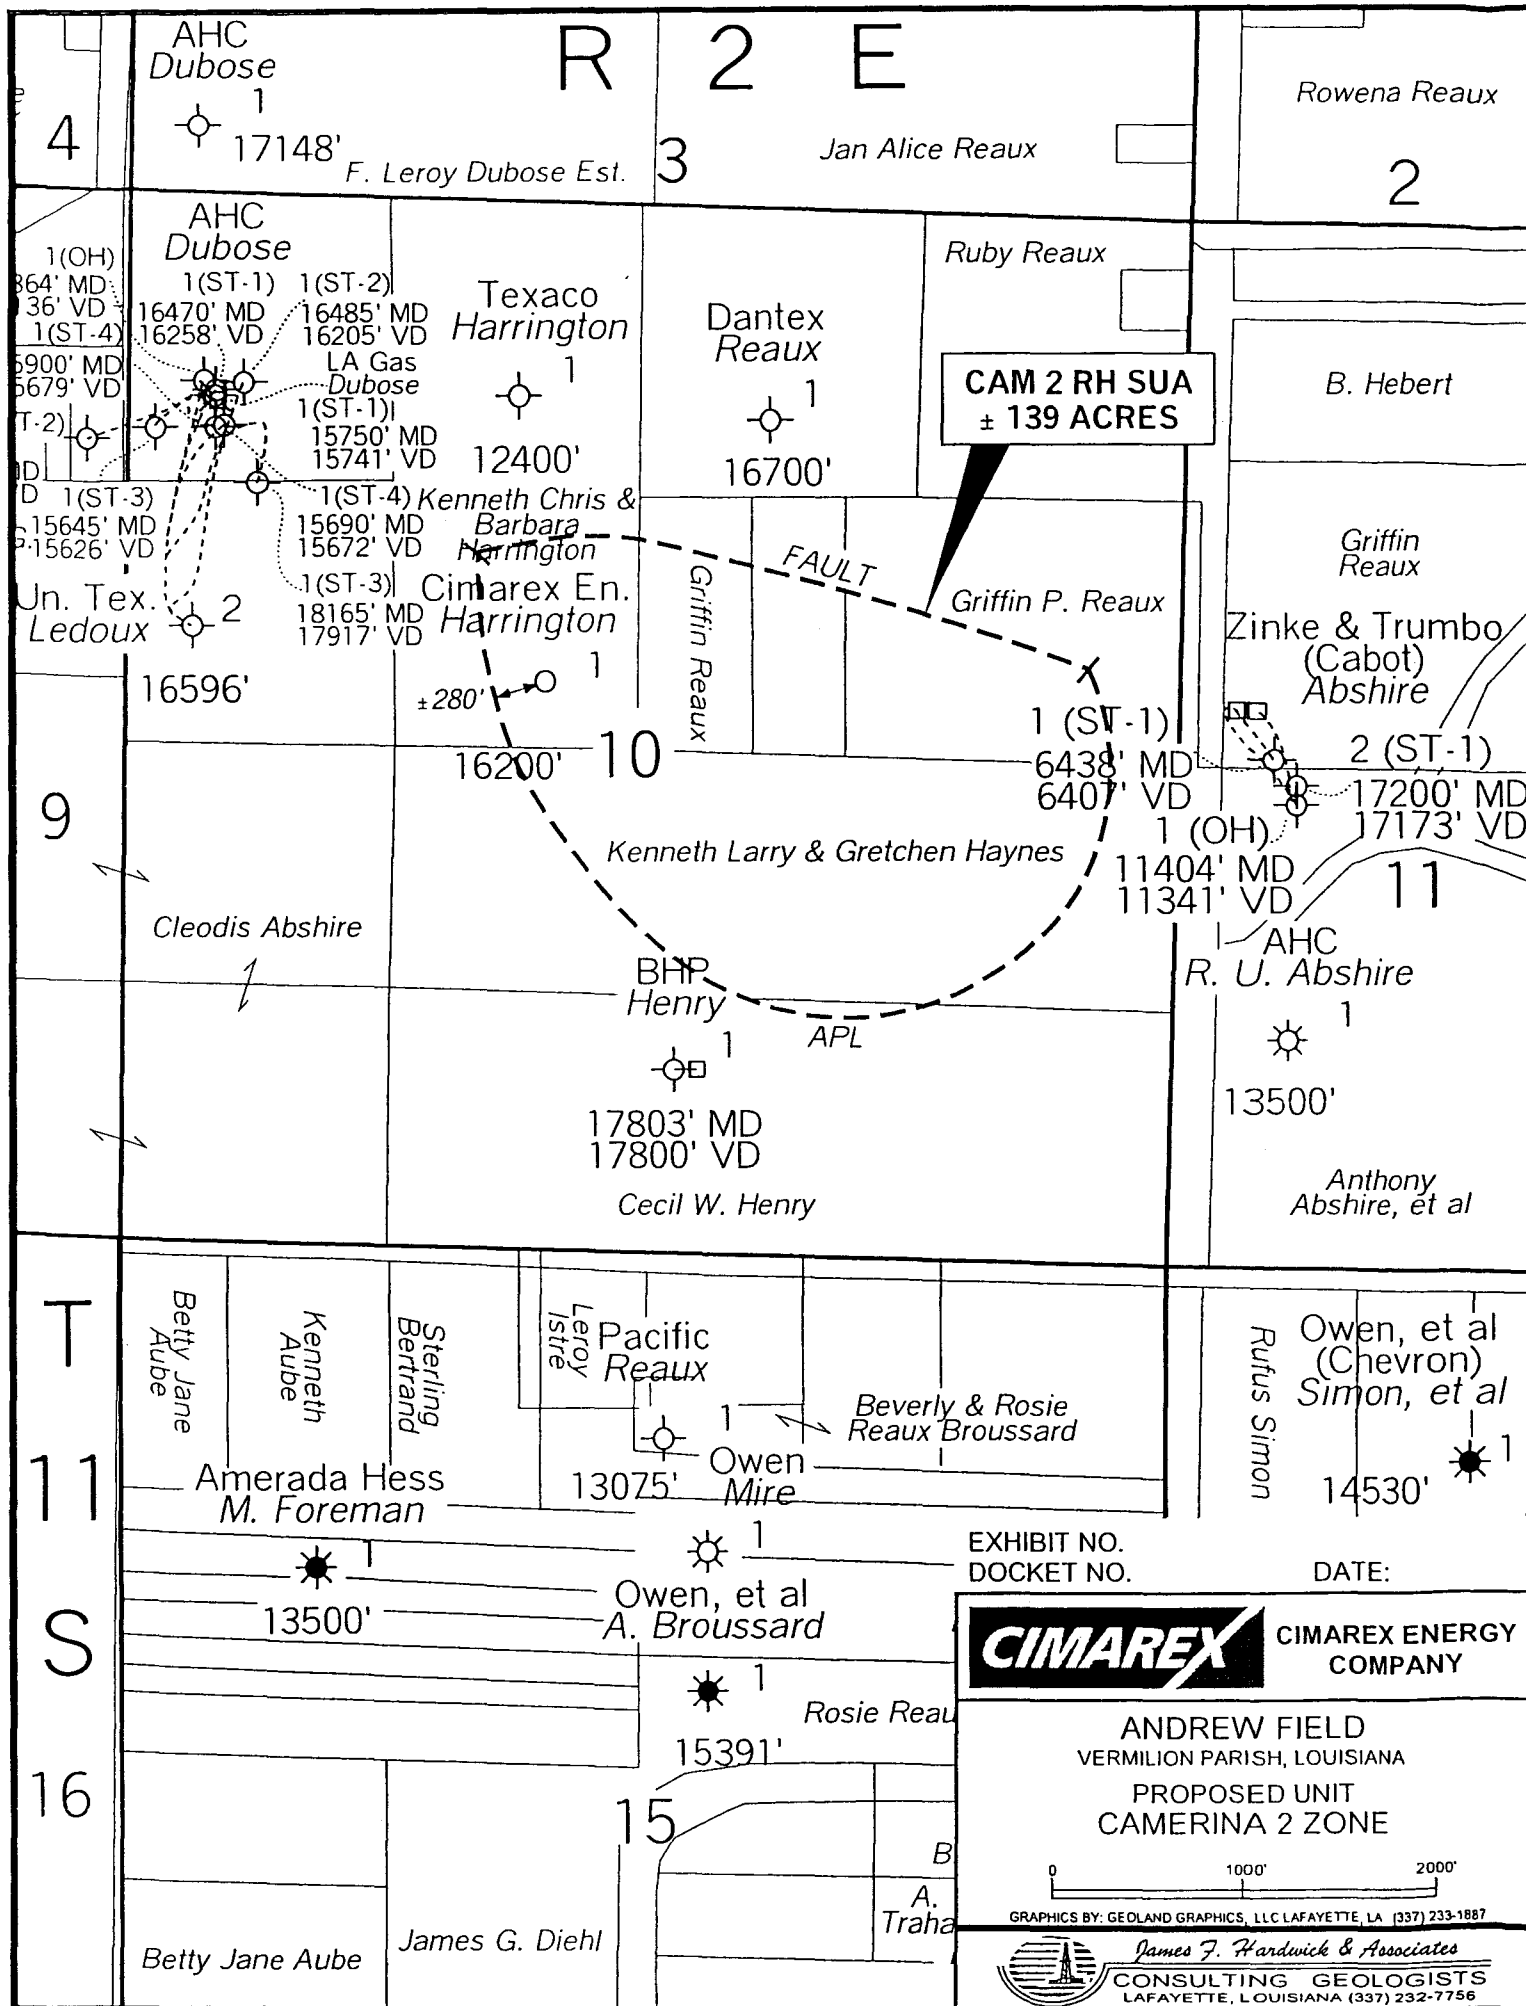 R 2 E
AHC
Dubose
1
17148'
4
F. Leroy Dubose Est.
3
Jan Alice Reaux
Rowena Reaux
2
AHC
Dubose
1(OH)
864' MD
136' VD
1(ST-1)
16470' MD
16258' VD
1(ST-2)
16485' MD
16205' VD
1(ST-4)
5900' MD
5679' VD
T-2)
D
LA Gas
Dubose
1(ST-1)
15750' MD
15741' VD
1(ST-3)
15645' MD
15626' VD
1(ST-4)
15690' MD
15672' VD
1(ST-3)
18165' MD
17917' VD
Un. Tex.
Ledoux
2
16596'
Texaco
Harrington
1
12400'
Kenneth Chris &
Barbara
Harrington
Cimarex En.
Harrington
1
±280'
16200'
Dantex
Reaux
1
16700'
Ruby Reaux
CAM 2 RH SUA
± 139 ACRES
B. Hebert
Griffin
Reaux
FAULT
Griffin Reaux
Griffin P. Reaux
Zinke & Trumbo
(Cabot)
Abshire
1 (ST-1)
6438' MD
6407' VD
2 (ST-1)
17200' MD
17173' VD
1 (OH)
11404' MD
11341' VD
10
9
11
Kenneth Larry & Gretchen Haynes
Cleodis Abshire
BHP
Henry
1
17803' MD
17800' VD
APL
Cecil W. Henry
AHC
R. U. Abshire
1
13500'
Anthony
Abshire, et al
T
11
S
16
Betty Jane
Aube
Kenneth
Aube
Sterling
Bertrand
Leroy
Istre
Pacific
Reaux
1
13075'
Beverly & Rosie
Reaux Broussard
Rufus Simon
Owen, et al
(Chevron)
Simon, et al
1
14530'
Amerada Hess
M. Foreman
1
13500'
Owen
Mire
1
Owen, et al
A. Broussard
1
15391'
Rosie Reau
15
B
A.
Traha
Betty Jane Aube
James G. Diehl
EXHIBIT NO.
DOCKET NO. DATE:
CIMAREX
CIMAREX ENERGY
COMPANY
ANDREW FIELD
VERMILION PARISH, LOUISIANA
PROPOSED UNIT
CAMERINA 2 ZONE
0 1000' 2000'
GRAPHICS BY: GEOLAND GRAPHICS, LLC LAFAYETTE, LA (337) 233-1887
James F. Hardwick & Associates
CONSULTING GEOLOGISTS
LAFAYETTE, LOUISIANA (337) 232-7756